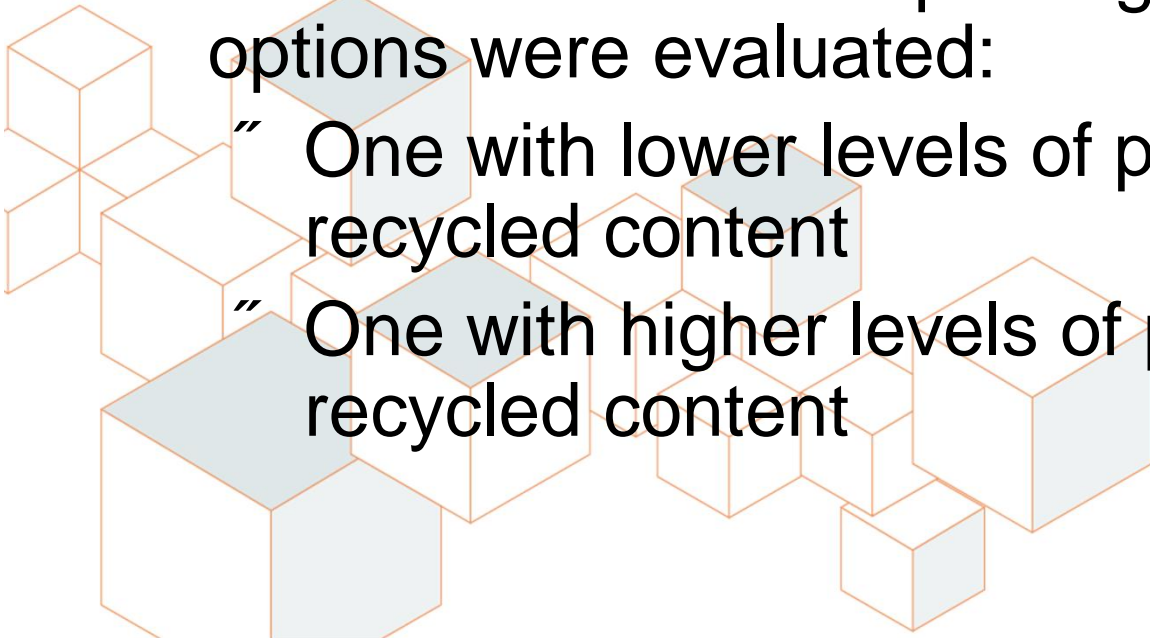 options were evaluated:
˝ One with lower levels of p
recycled content
˝ One with higher levels of
recycled content